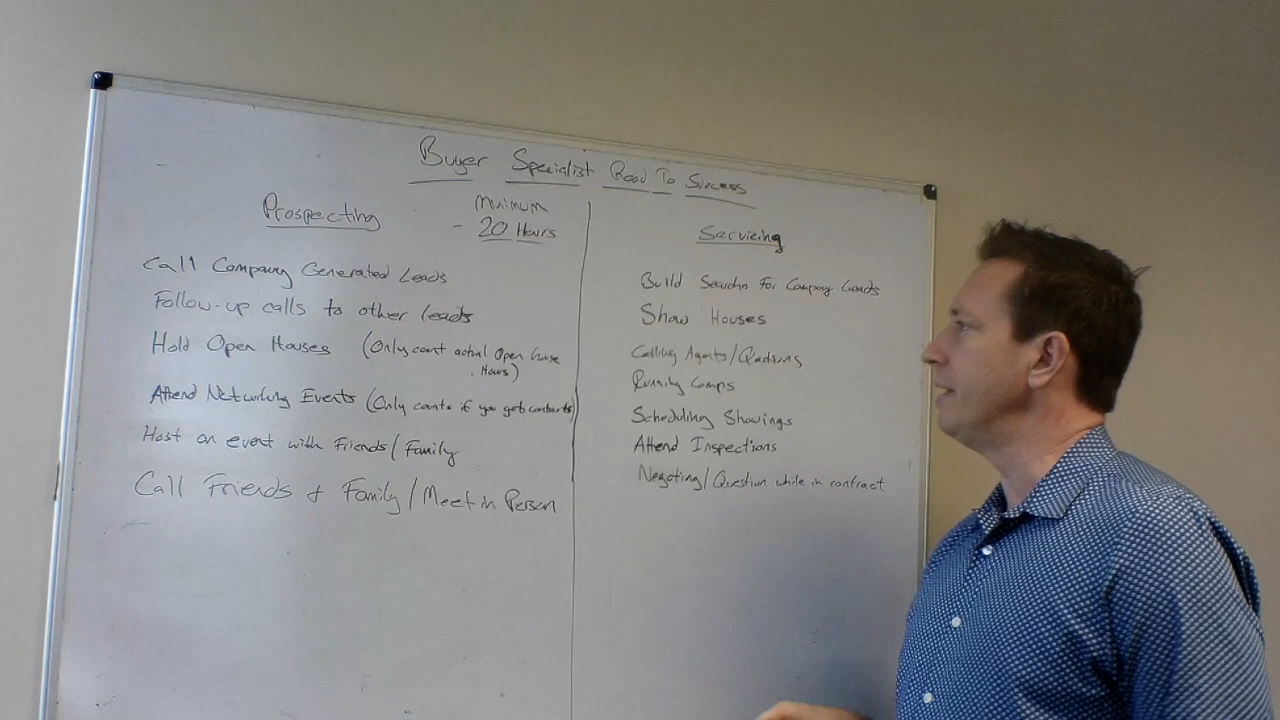 Buyer Specialist Road To Success
Prospecting
Minimum
- 20 Hours
Call Company Generated Leads
Follow-up calls to other leads
Hold Open Houses (Only count actual Open house
Hours)
Attend Networking Events (Only counts if you get contacts)
Host an event with Friends/Family
Call Friends & Family/Meet in Person
Servicing
Build Searches For Company Leads
Show Houses
Calling Agents/Questions
Running Comps
Scheduling Showings
Attend Inspections
Negoting/Question while in contract